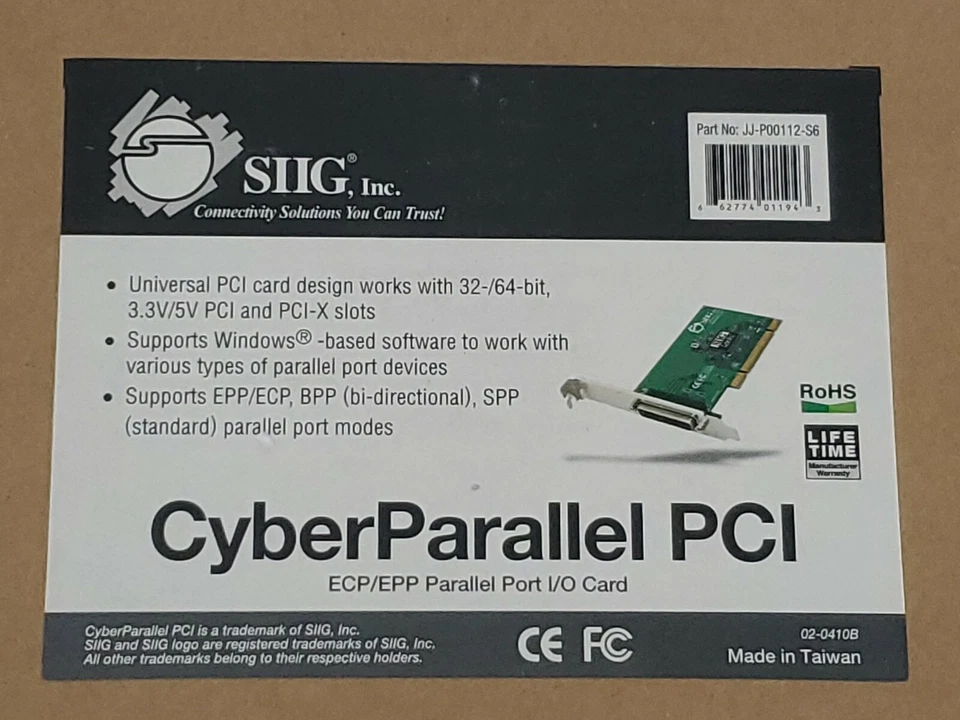 SIIG®, Inc.
Connectivity Solutions You Can Trust!
Part No: JJ-P00112-S6
6 62774 01194 3
• Universal PCI card design works with 32-/64-bit,
3.3V/5V PCI and PCI-X slots
• Supports Windows® -based software to work with
various types of parallel port devices
• Supports EPP/ECP, BPP (bi-directional), SPP
(standard) parallel port modes
RoHS
LIFE
TIME
Manufacturer
Warranty
CyberParallel PCI
ECP/EPP Parallel Port I/O Card
CyberParallel PCI is a trademark of SIIG, Inc.
SIIG and SIIG logo are registered trademarks of SIIG, Inc,
All other trademarks belong to their respective holders.
CE FC
02-0410B
Made in Taiwan